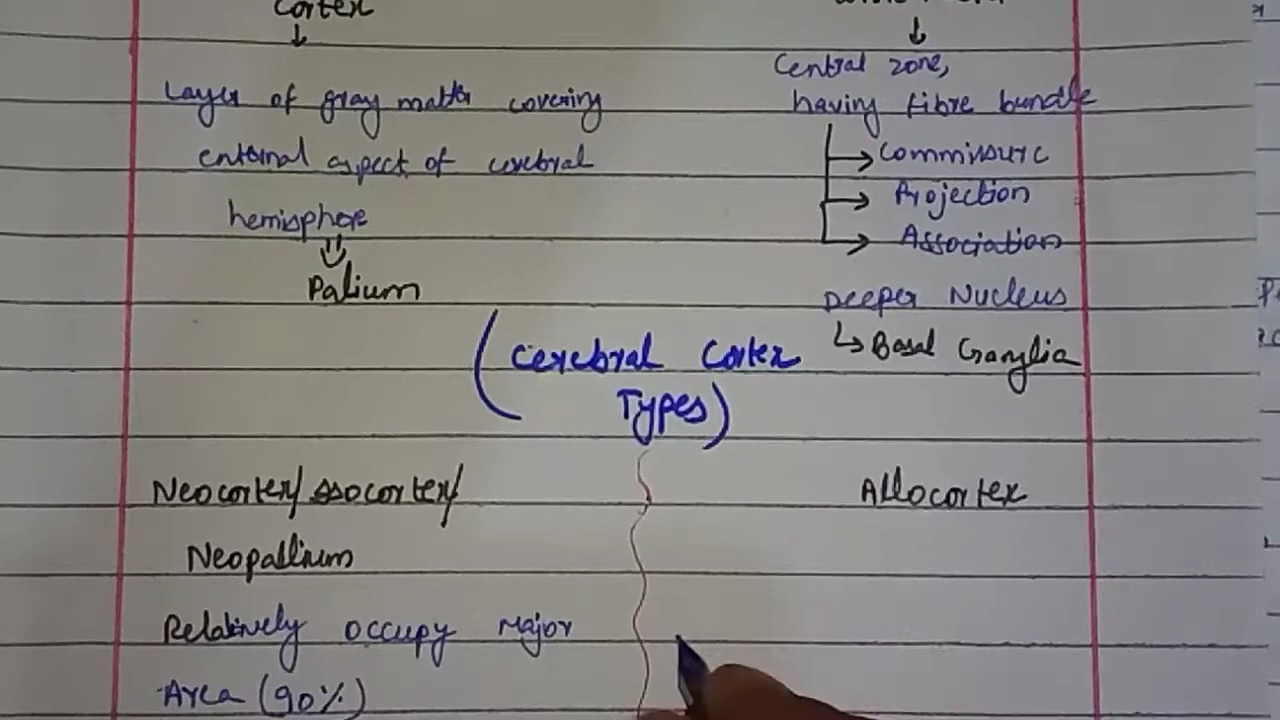 Cortex
↓
Layer of gray matter covering
external aspect of cerebral
hemisphere
⇓
Palium
↓
Central zone,
having fibre bundle
→ Commissure
→ Projection
→ Association
Deeper Nucleus
↳ Basal Ganglia
(Cerebral Cortex
Types)
Neocortex/ Isocortex/
Neopallium
Relatively occupy Major
Area (90%)
Allocortex